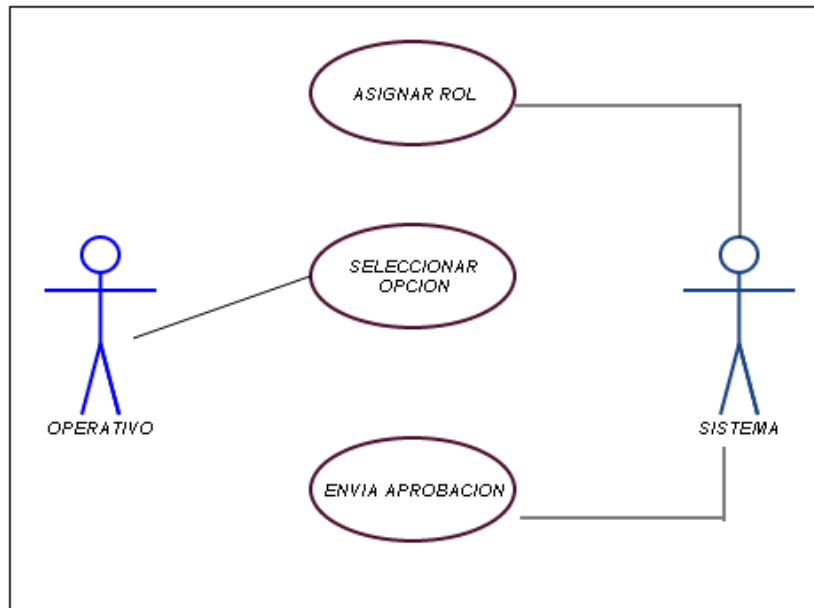 ASIGNAR ROL
SELECCIONAR
OPCION
OPERATIVO
SISTEMA
ENVIA APROBACION